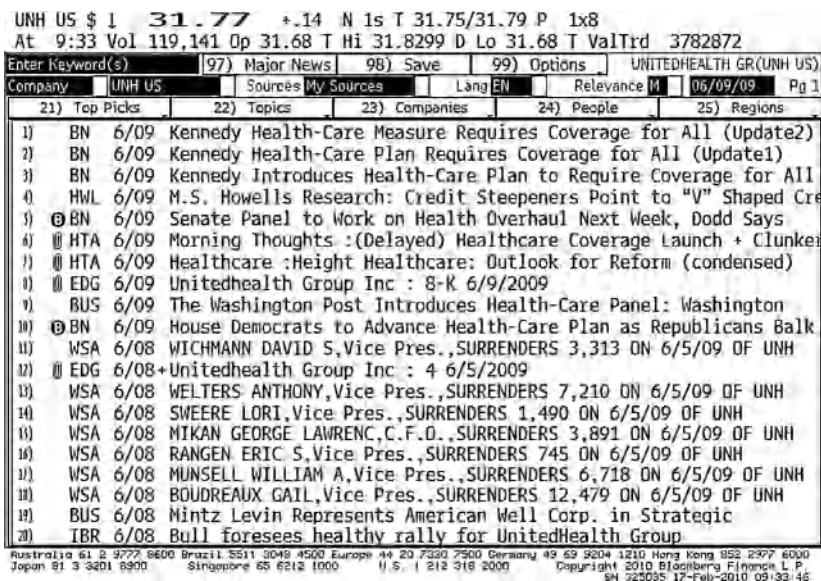 UNH US $ ↓ 31.77 +.14 N 1s T 31.75/31.79 P 1x8
At 9:33 Vol 119,141 Op 31.68 T Hi 31.8299 D Lo 31.68 T ValTrd 3782872
Enter Keyword(s) 97) Major News 98) Save 99) Options UNITEDHEALTH GR(UNH US)
Company UNH US Sources My Sources Lang EN Relevance M 06/09/09 Pg 1
21) Top Picks 22) Topics 23) Companies 24) People 25) Regions
1) BN 6/09 Kennedy Health-Care Measure Requires Coverage for All (Update2)
2) BN 6/09 Kennedy Health-Care Plan Requires Coverage for All (Update1)
3) BN 6/09 Kennedy Introduces Health-Care Plan to Require Coverage for All
4) HWL 6/09 M.S. Howells Research: Credit Steepeners Point to "V" Shaped Cre
5) BN 6/09 Senate Panel to Work on Health Overhaul Next Week, Dodd Says
6) HTA 6/09 Morning Thoughts :(Delayed) Healthcare Coverage Launch + Clunker
7) HTA 6/09 Healthcare :Height Healthcare: Outlook for Reform (condensed)
8) EDG 6/09 Unitedhealth Group Inc : 8-K 6/9/2009
9) BUS 6/09 The Washington Post Introduces Health-Care Panel: Washington
10) BN 6/09 House Democrats to Advance Health-Care Plan as Republicans Balk
11) WSA 6/08 WICHMANN DAVID S,Vice Pres.,SURRENDERS 3,313 ON 6/5/09 OF UNH
12) EDG 6/08+Unitedhealth Group Inc : 4 6/5/2009
13) WSA 6/08 WELTERS ANTHONY,Vice Pres.,SURRENDERS 7,210 ON 6/5/09 OF UNH
14) WSA 6/08 SWEERE LORI,Vice Pres.,SURRENDERS 1,490 ON 6/5/09 OF UNH
15) WSA 6/08 MIKAN GEORGE LAWRENC,C.F.O.,SURRENDERS 3,891 ON 6/5/09 OF UNH
16) WSA 6/08 RANGEN ERIC S,Vice Pres.,SURRENDERS 745 ON 6/5/09 OF UNH
17) WSA 6/08 MUNSELL WILLIAM A,Vice Pres.,SURRENDERS 6,718 ON 6/5/09 OF UNH
18) WSA 6/08 BOUDREAUX GAIL,Vice Pres.,SURRENDERS 12,479 ON 6/5/09 OF UNH
19) BUS 6/08 Mintz Levin Represents American Well Corp. in Strategic
20) IBR 6/08 Bull foresees healthy rally for UnitedHealth Group
Australia 61 2 9777 8600 Brazil 5511 3048 4500 Europe 44 20 7330 7500 Germany 49 69 9204 1210 Hong Kong 852 2977 6000
Japan 81 3 3201 8900 Singapore 65 6212 1000 U.S. 1 212 318 2000 Copyright 2010 Bloomberg Finance L.P.
SN 325035 17-Feb-2010 09:33:46